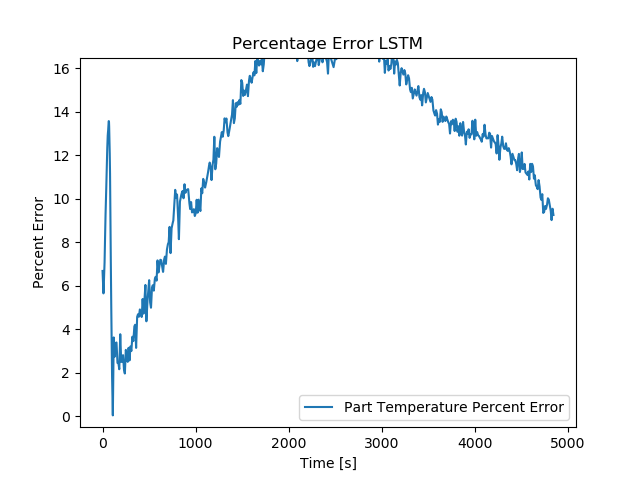 Percentage Error LSTM
16
14
12
10
8
6
4
2
0
Percent Error
Part Temperature Percent Error
0 1000 2000 3000 4000 5000
Time [s]